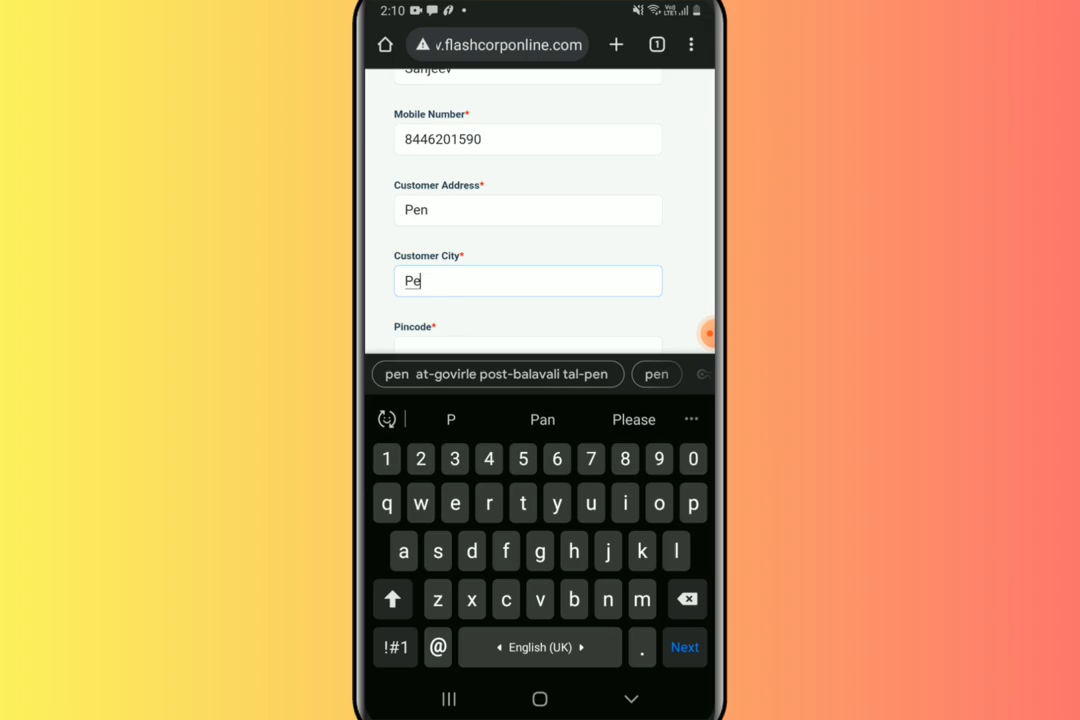 2:10
v.flashcorponline.com
1
Sanjeev
Mobile Number*
8446201590
Customer Address*
Pen
Customer City*
Pe
Pincode*
pen at-govirle post-balavali tal-pen
pen
P Pan Please
1 2 3 4 5 6 7 8 9 0
q w e r t y u i o p
a s d f g h j k l
z x c v b n m
!#1 @ English (UK) . Next